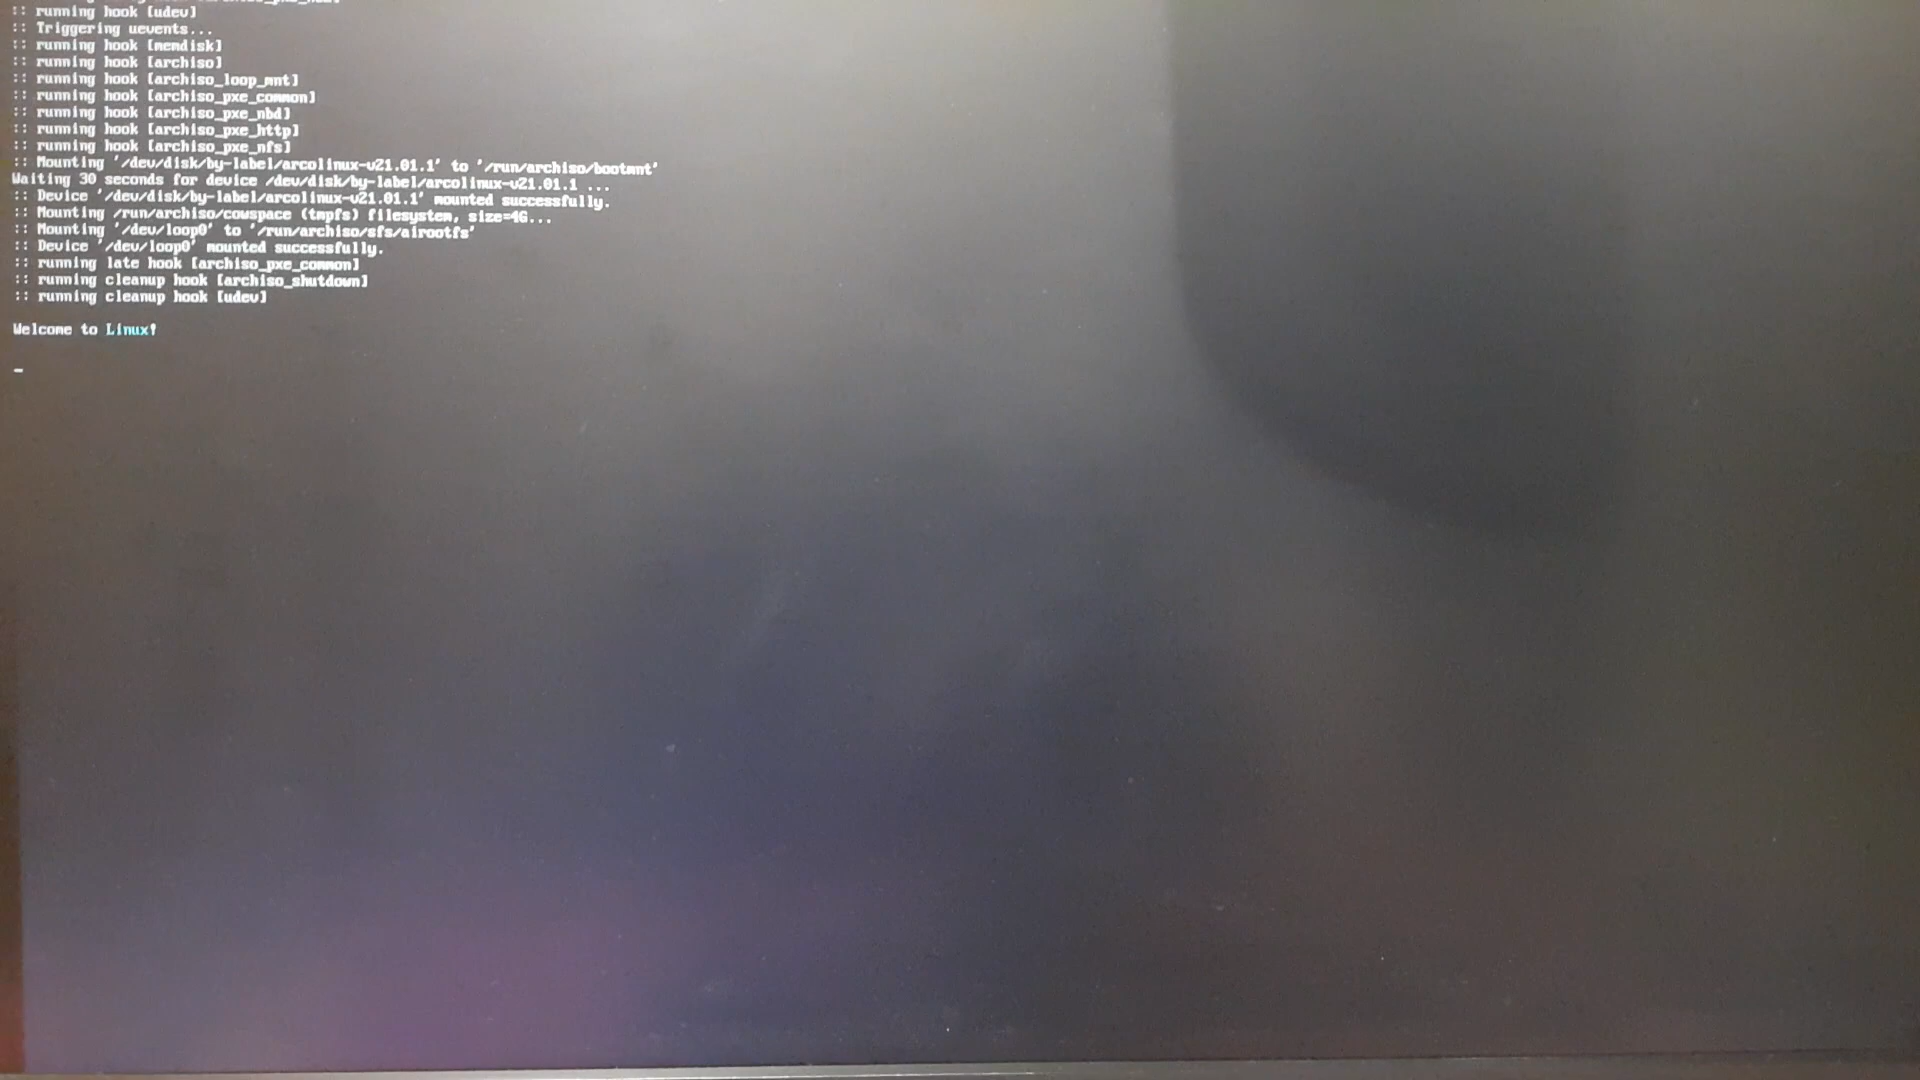 :: running hook [udev]
:: Triggering uevents...
:: running hook [memdisk]
:: running hook [archiso]
:: running hook [archiso_loop_mnt]
:: running hook [archiso_pxe_common]
:: running hook [archiso_pxe_nbd]
:: running hook [archiso_pxe_http]
:: running hook [archiso_pxe_nfs]
:: Mounting '/dev/disk/by-label/arcolinux-v21.01.1' to '/run/archiso/bootmnt'
Waiting 30 seconds for device /dev/disk/by-label/arcolinux-v21.01.1 ...
:: Device '/dev/disk/by-label/arcolinux-v21.01.1' mounted successfully.
:: Mounting /run/archiso/cowspace (tmpfs) filesystem, size=4G...
:: Mounting '/dev/loop0' to '/run/archiso/sfs/airootfs'
:: Device '/dev/loop0' mounted successfully.
:: running late hook [archiso_pxe_common]
:: running cleanup hook [archiso_shutdown]
:: running cleanup hook [udev]
Welcome to Linux!